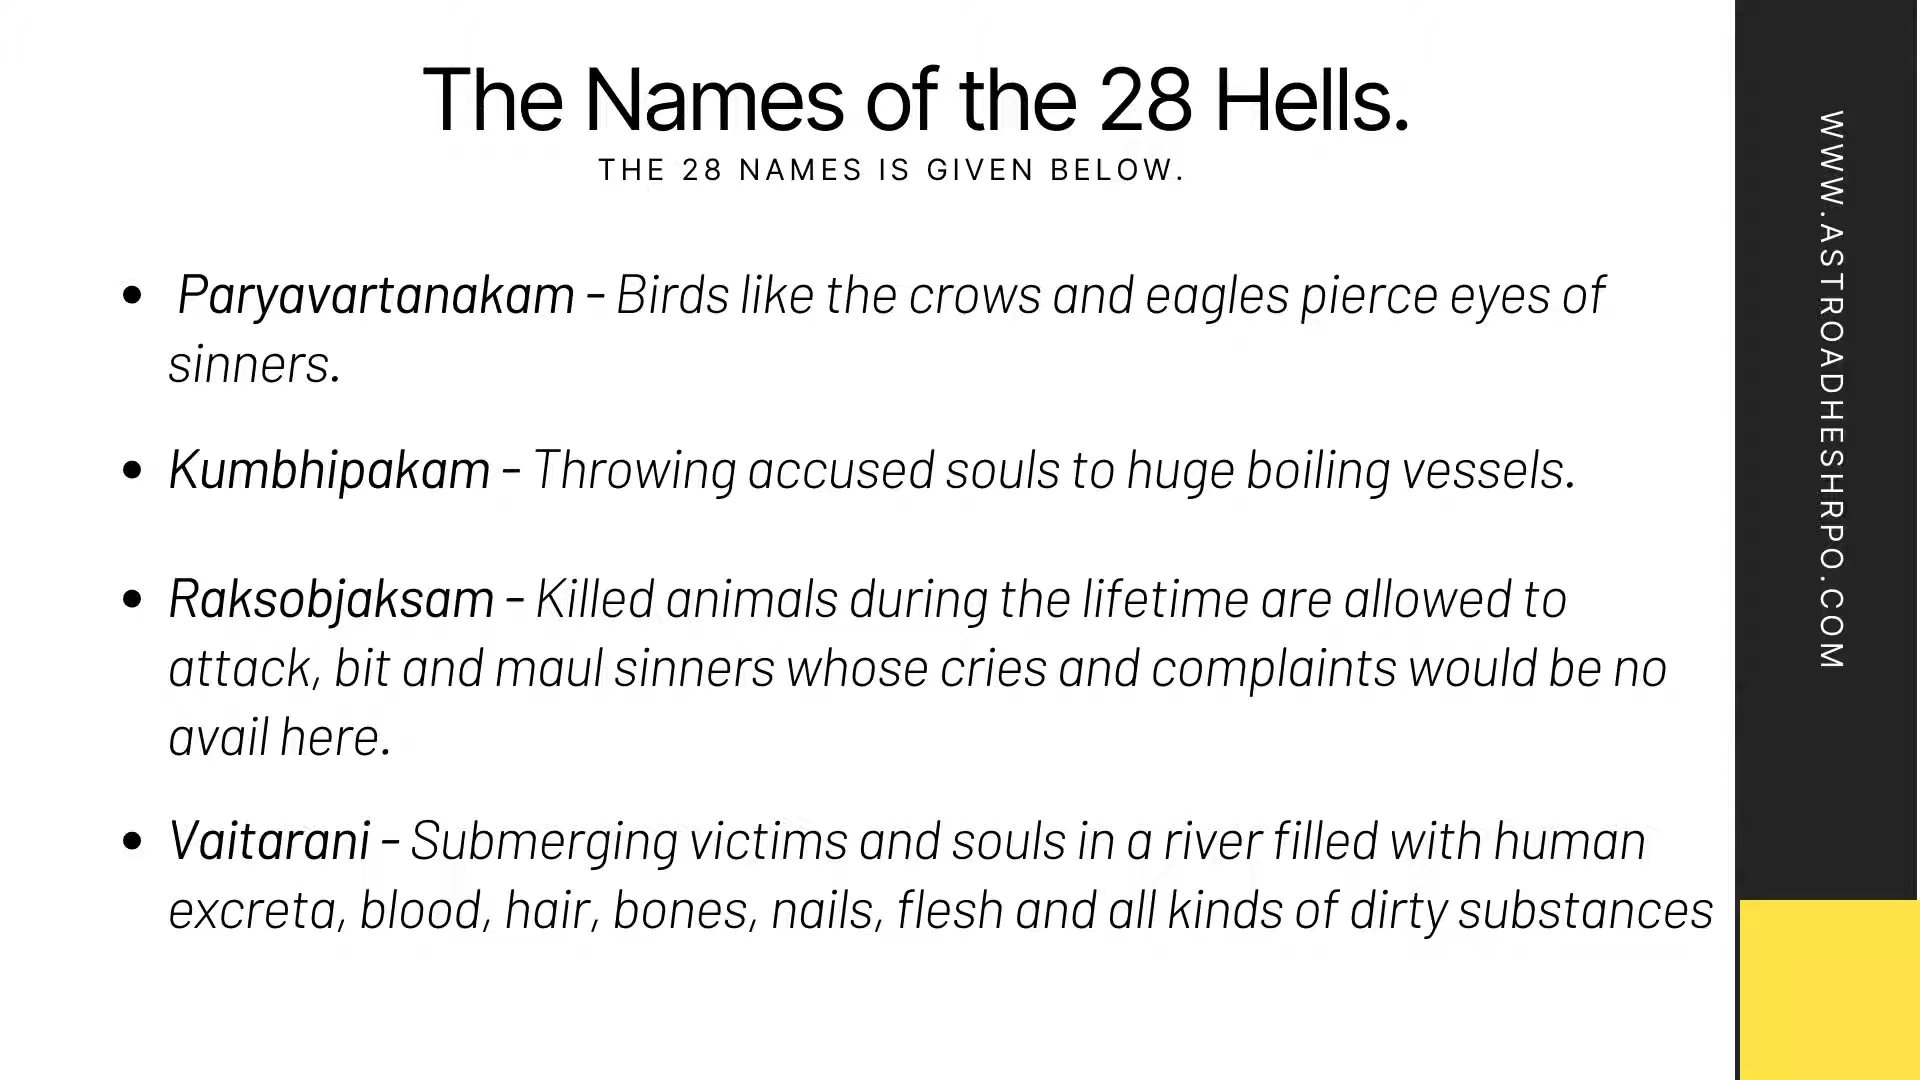 The Names of the 28 Hells.
THE 28 NAMES IS GIVEN BELOW.
• Paryavartanakam - Birds like the crows and eagles pierce eyes of
sinners.
• Kumbhipakam - Throwing accused souls to huge boiling vessels.
• Raksobjaksam - Killed animals during the lifetime are allowed to
attack, bit and maul sinners whose cries and complaints would be no
avail here.
• Vaitarani - Submerging victims and souls in a river filled with human
excreta, blood, hair, bones, nails, flesh and all kinds of dirty substances
WWW.ASTROADHESHRPO.COM